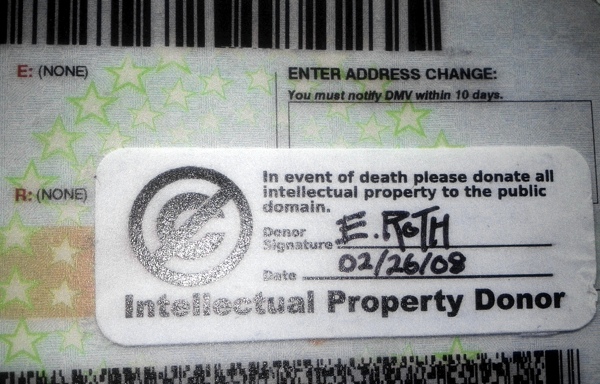 E: (NONE)
ENTER ADDRESS CHANGE:
You must notify DMV within 10 days.
R: (NONE)
In event of death please donate all
intellectual property to the public
domain.
Donor
Signature E. ROTH
Date 02/26/08
Intellectual Property Donor